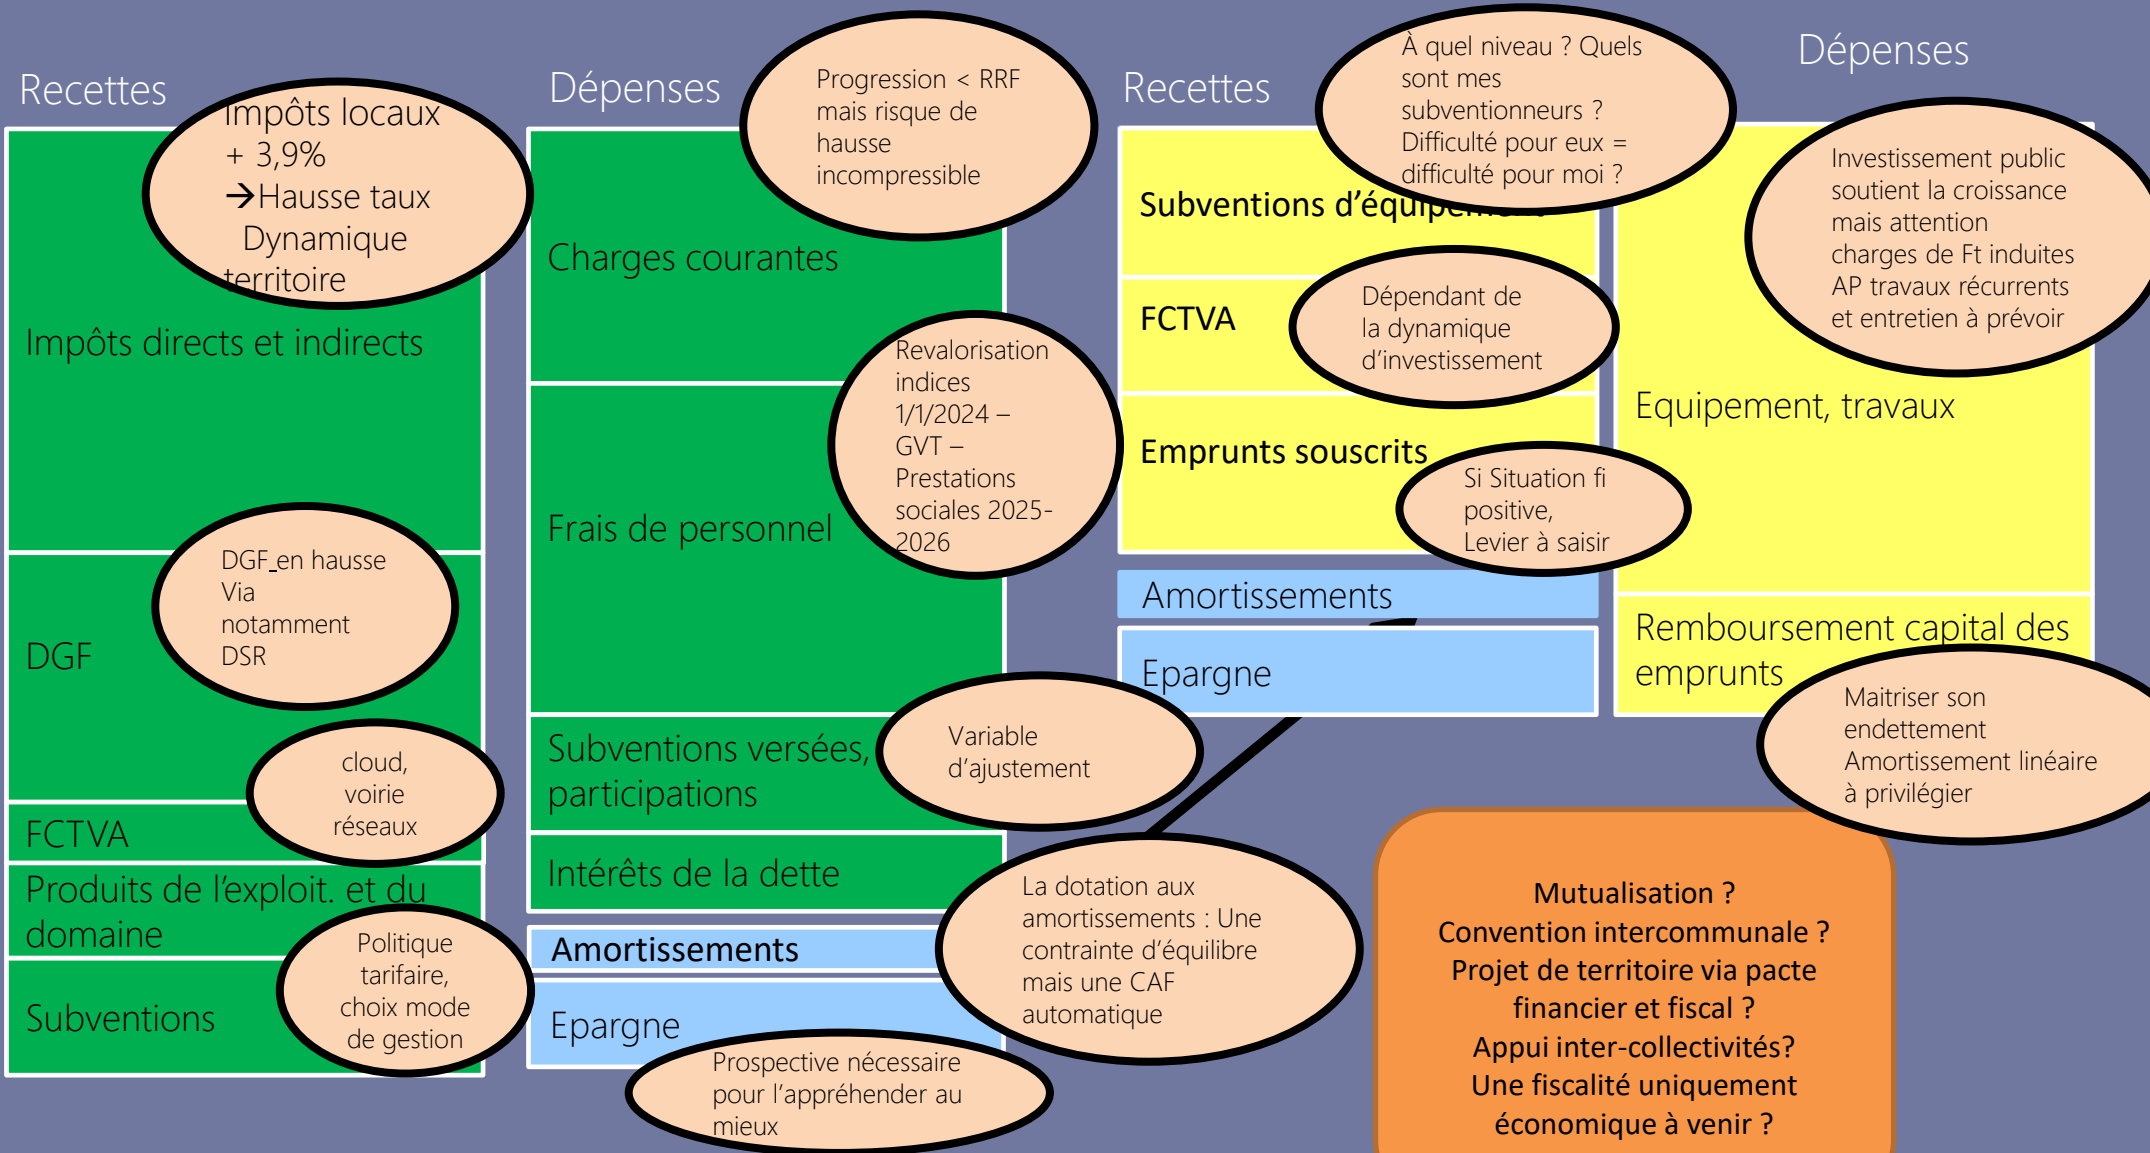 Recettes
Impôts locaux
+ 3,9%
→Hausse taux
Dynamique
territoire
Impôts directs et indirects
DGF en hausse
Via
notamment
DSR
DGF
cloud,
voirie
réseaux
FCTVA
Produits de l’exploit. et du
domaine
Politique
tarifaire,
choix mode
de gestion
Subventions
Dépenses
Progression < RRF
mais risque de
hausse
incompressible
Charges courantes
Revalorisation
indices
1/1/2024 –
GVT –
Prestations
sociales 2025-
2026
Frais de personnel
Subventions versées,
participations
Variable
d’ajustement
Intérêts de la dette
La dotation aux
amortissements : Une
contrainte d’équilibre
mais une CAF
automatique
Amortissements
Epargne
Prospective nécessaire
pour l’appréhender au
mieux
Recettes
À quel niveau ? Quels
sont mes
subventionneurs ?
Difficulté pour eux =
difficulté pour moi ?
Subventions d’équipement
FCTVA
Dépendant de
la dynamique
d’investissement
Emprunts souscrits
Si Situation fi
positive,
Levier à saisir
Amortissements
Epargne
Dépenses
Investissement public
soutient la croissance
mais attention
charges de Ft induites
AP travaux récurrents
et entretien à prévoir
Equipement, travaux
Remboursement capital des
emprunts
Maitriser son
endettement
Amortissement linéaire
à privilégier
Mutualisation ?
Convention intercommunale ?
Projet de territoire via pacte
financier et fiscal ?
Appui inter-collectivités?
Une fiscalité uniquement
économique à venir ?